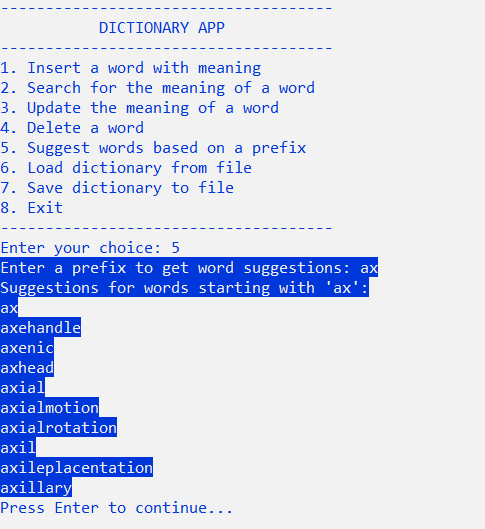 -------------------------------------
DICTIONARY APP
-------------------------------------
1. Insert a word with meaning
2. Search for the meaning of a word
3. Update the meaning of a word
4. Delete a word
5. Suggest words based on a prefix
6. Load dictionary from file
7. Save dictionary to file
8. Exit
-------------------------------------
Enter your choice: 5
Enter a prefix to get word suggestions: ax
Suggestions for words starting with 'ax':
ax
axehandle
axenic
axhead
axial
axialmotion
axialrotation
axil
axileplacentation
axillary
Press Enter to continue...